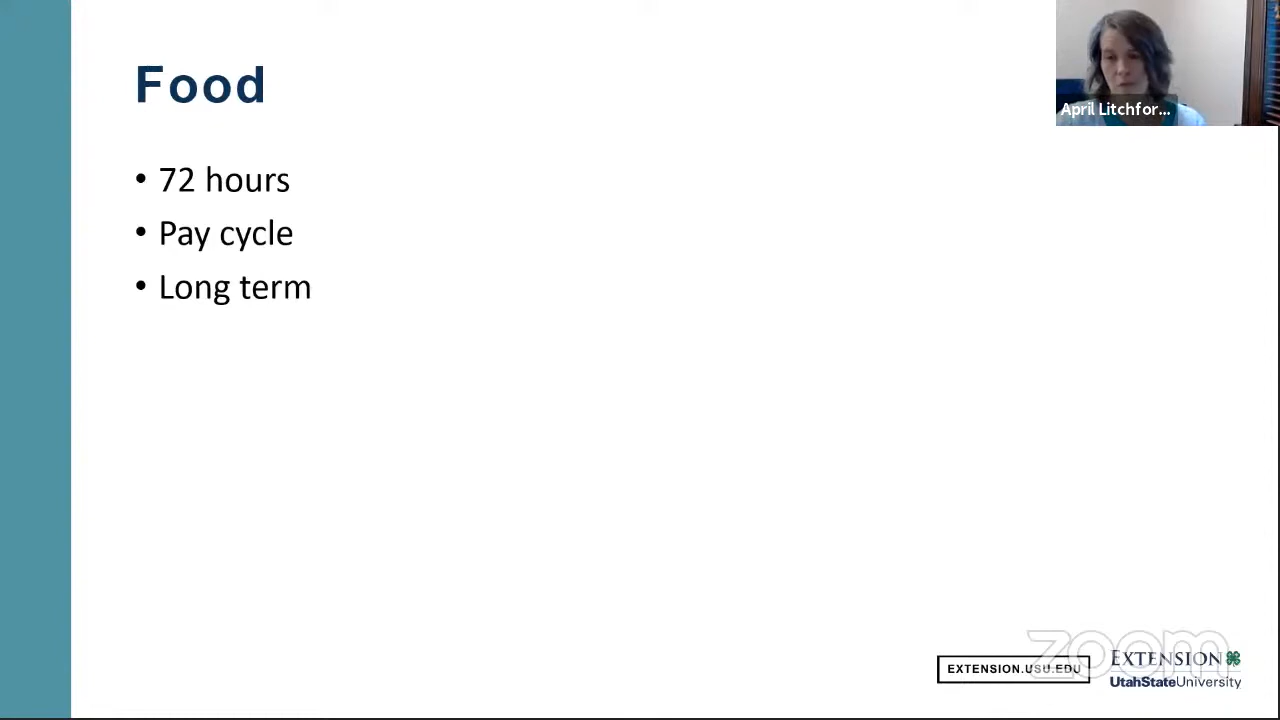 Food
• 72 hours
• Pay cycle
• Long term
April Litchfor...
zoom
EXTENSION.USU.EDU
EXTENSION
UtahStateUniversity